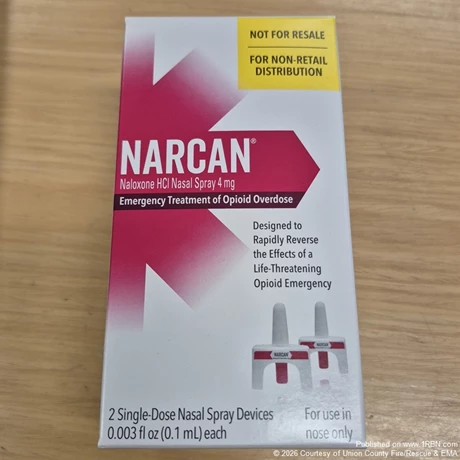 NOT FOR RESALE
FOR NON-RETAIL
DISTRIBUTION
NARCAN®
Naloxone HCl Nasal Spray 4 mg
Emergency Treatment of Opioid Overdose
Designed to
Rapidly Reverse
the Effects of a
Life-Threatening
Opioid Emergency
NARCAN
2 Single-Dose Nasal Spray Devices
0.003 fl oz (0.1 mL) each
For use in
nose only
Published on www.1RBN.com
© 2026 Courtesy of Union County Fire/Rescue & EMA